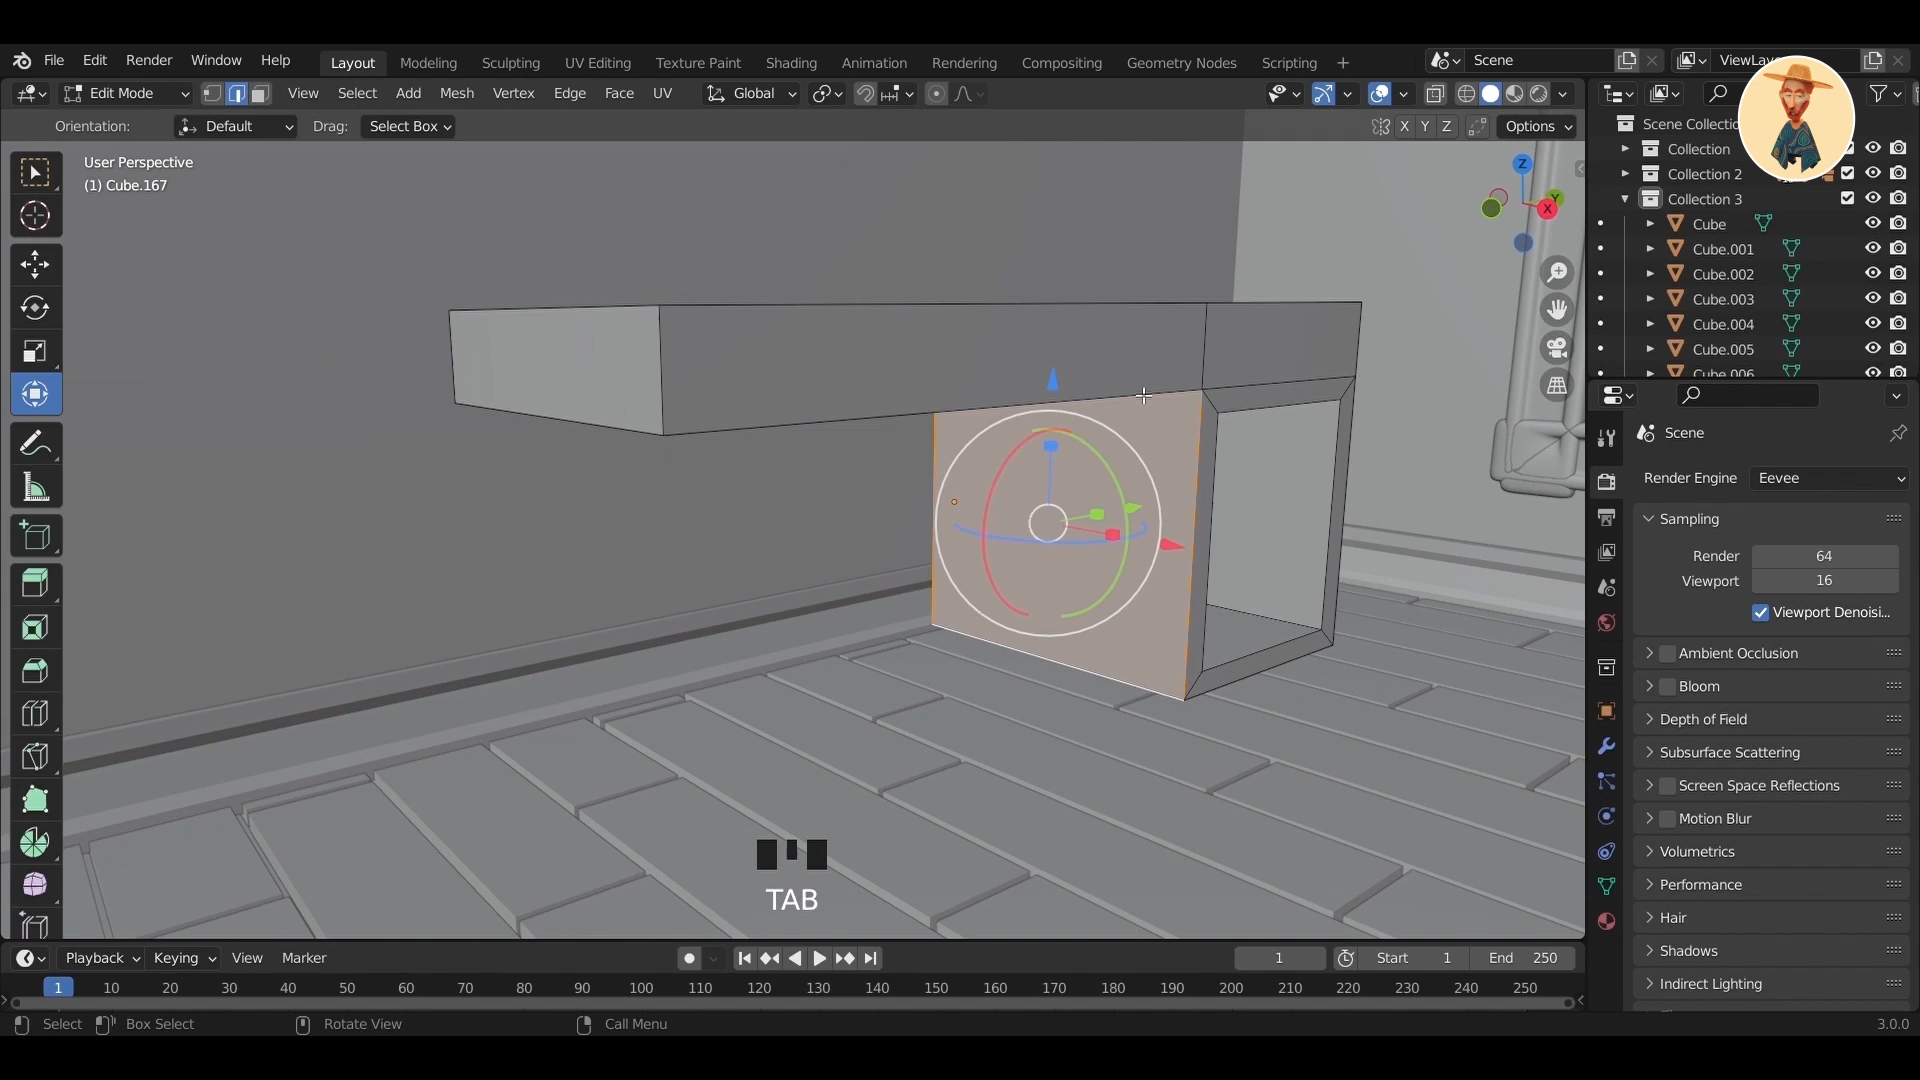 File Edit Render Window Help Layout Modeling Sculpting UV Editing Texture Paint Shading Animation Rendering Compositing Geometry Nodes Scripting + Scene
Edit Mode View Select Add Mesh Vertex Edge Face UV Global
Orientation: Default Drag: Select Box X Y Z Options
User Perspective
(1) Cube.167
Z
Y
X
Collection
Collection 2
Collection 3
Cube
Cube.001
Cube.002
Cube.003
Cube.004
Cube.005
Cube.006
Scene
Render Engine Eevee
Sampling
Render 64
Viewport 16
Viewport Denoisi...
Ambient Occlusion
Bloom
Depth of Field
Subsurface Scattering
Screen Space Reflections
Motion Blur
Volumetrics
Performance
Hair
Shadows
Indirect Lighting
TAB
Playback Keying View Marker 1 Start 1 End 250
1 10 20 30 40 50 60 70 80 90 100 110 120 130 140 150 160 170 180 190 200 210 220 230 240 250
Select Box Select Rotate View Call Menu 3.0.0